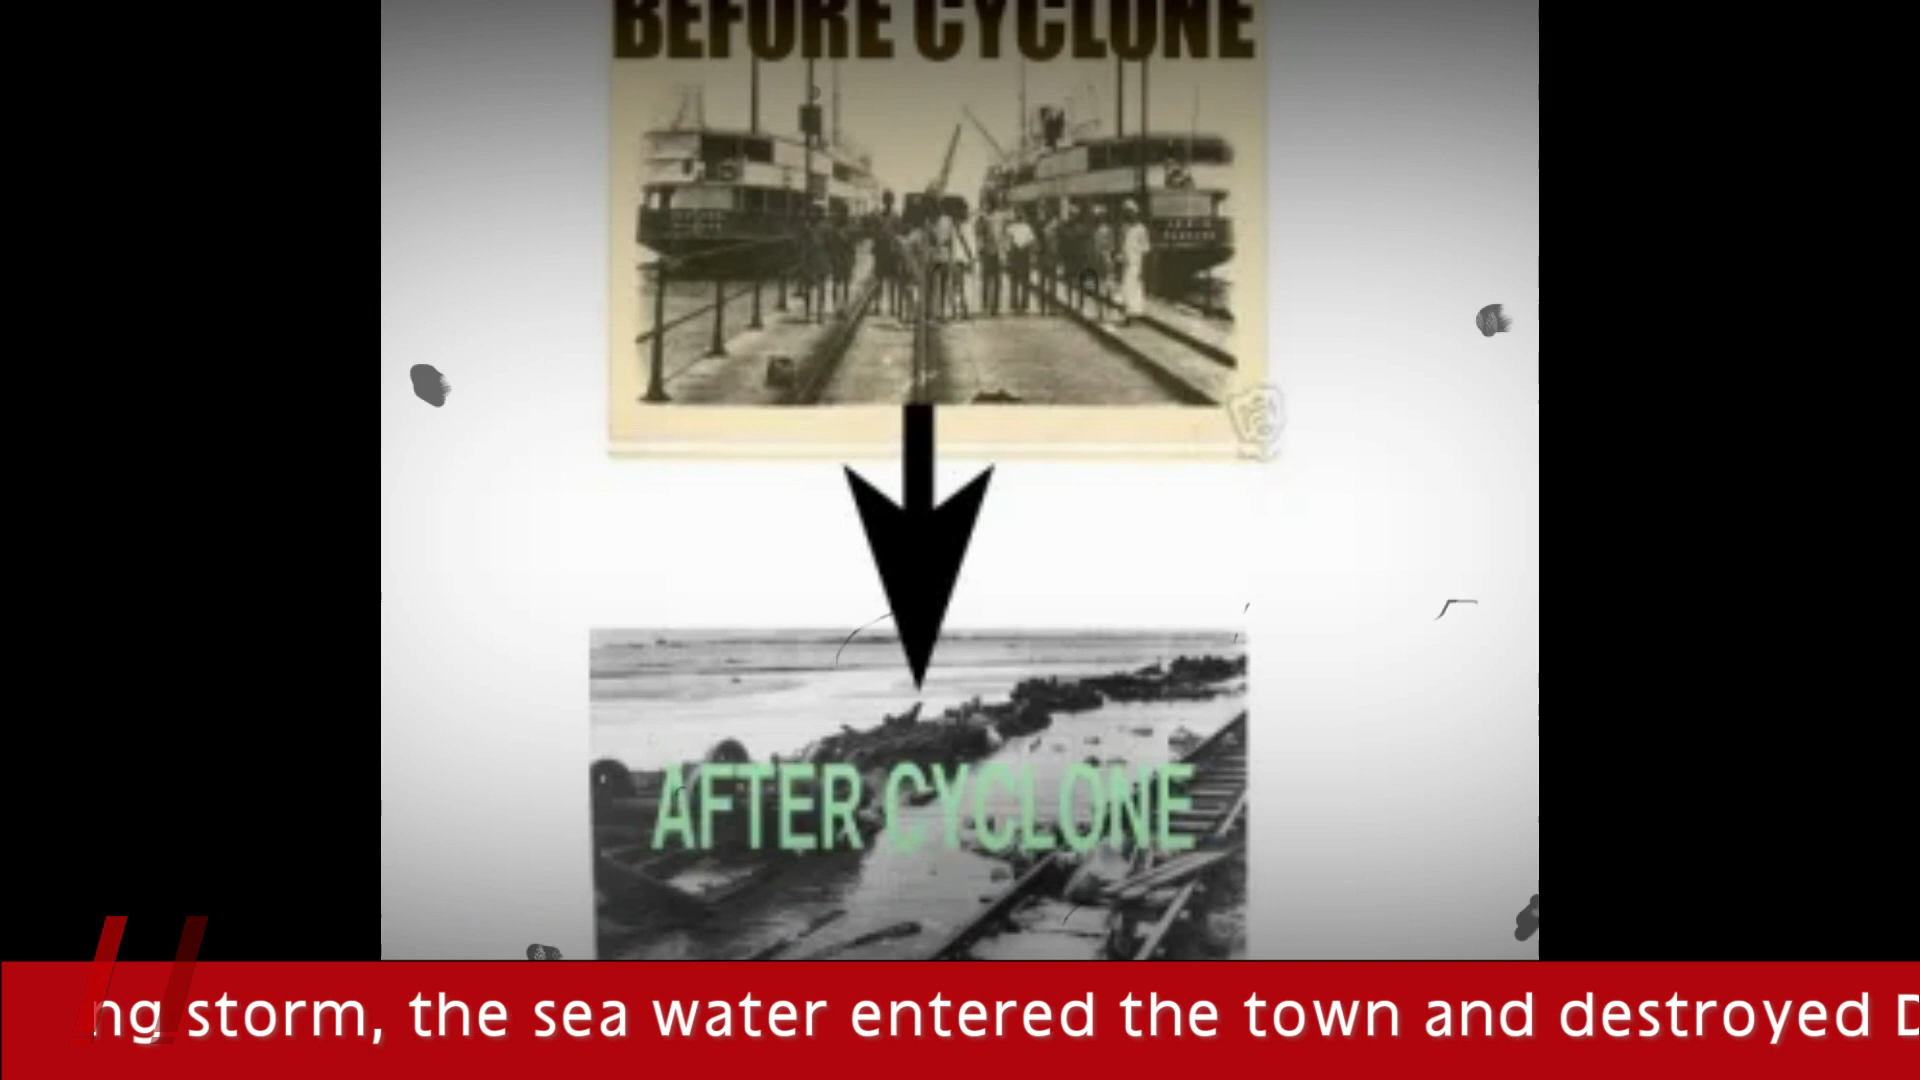 BEFORE CYCLONE
AFTER CYCLONE
ng storm, the sea water entered the town and destroyed D